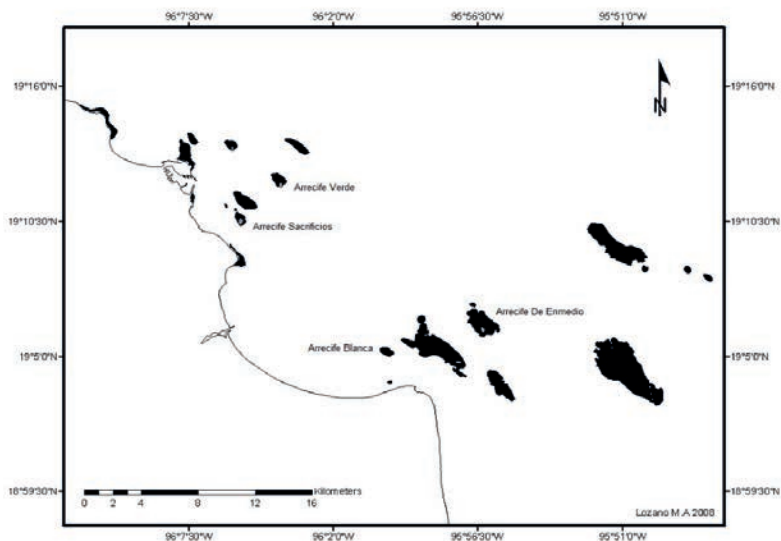 96°7'30"W 96°2'0"W 95°56'30"W 95°51'0"W
19°16'0"N 19°16'0"N
N
Arrecife Verde
19°10'30"N 19°10'30"N
Arrecife Sacrificios
Arrecife De Enmedio
Arrecife Blanca
19°5'0"N 19°5'0"N
Kilometers
18°59'30"N 18°59'30"N
0 2 4 8 12 16
Lozano M.A 2008
96°7'30"W 96°2'0"W 95°56'30"W 95°51'0"W